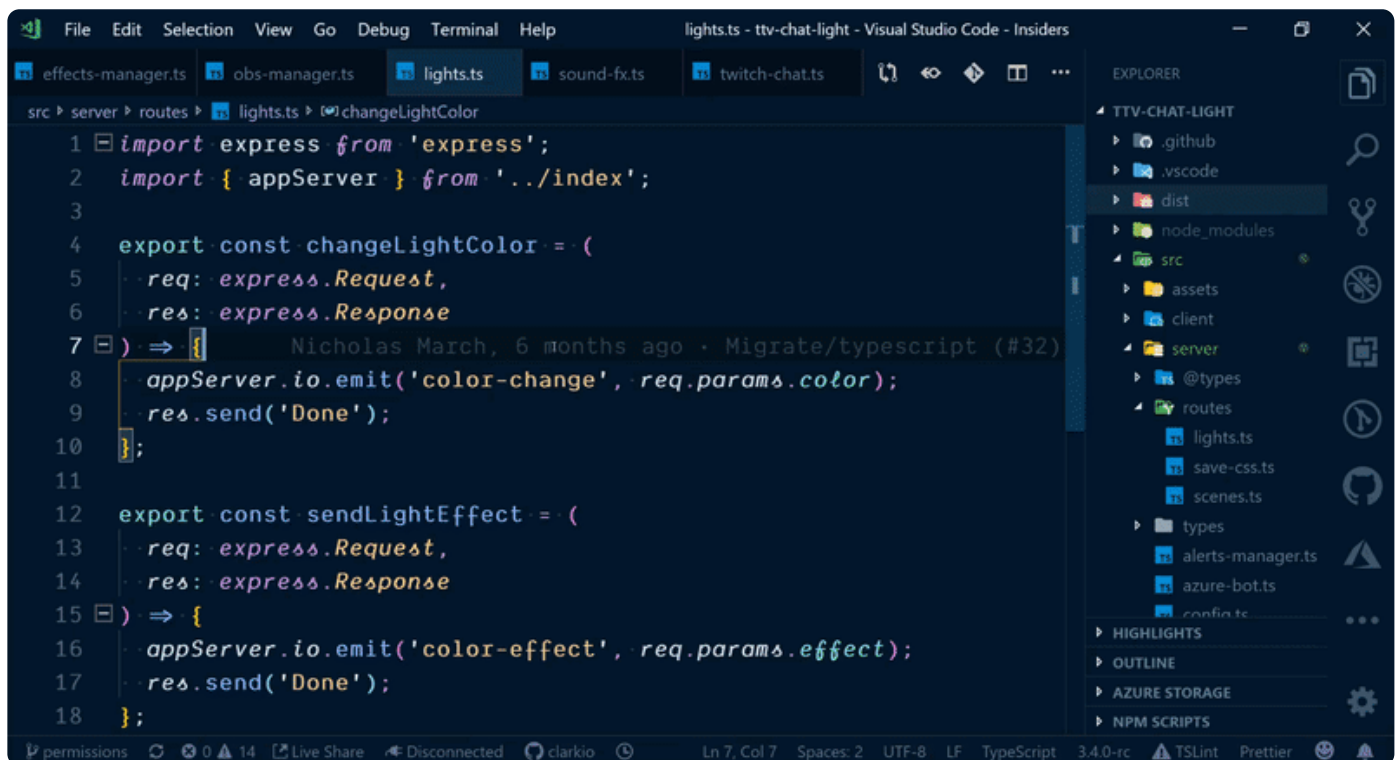 File Edit Selection View Go Debug Terminal Help lights.ts - ttv-chat-light - Visual Studio Code - Insiders
effects-manager.ts obs-manager.ts lights.ts sound-fx.ts twitch-chat.ts
src server routes lights.ts changeLightColor
1 import express from 'express';
2 import { appServer } from '../index';
3
4 export const changeLightColor = (
5 req: express.Request,
6 res: express.Response
7 ) => { Nicholas March, 6 months ago • Migrate/typescript (#32)
8 appServer.io.emit('color-change', req.params.color);
9 res.send('Done');
10 };
11
12 export const sendLightEffect = (
13 req: express.Request,
14 res: express.Response
15 ) => {
16 appServer.io.emit('color-effect', req.params.effect);
17 res.send('Done');
18 };
EXPLORER
TTV-CHAT-LIGHT
.github
.vscode
dist
node_modules
src
assets
client
server
@types
routes
lights.ts
save-css.ts
scenes.ts
types
alerts-manager.ts
azure-bot.ts
config.ts
HIGHLIGHTS
OUTLINE
AZURE STORAGE
NPM SCRIPTS
permissions 0 14 Live Share Disconnected clarkio Ln 7, Col 7 Spaces: 2 UTF-8 LF TypeScript 3.4.0-rc TSLint Prettier